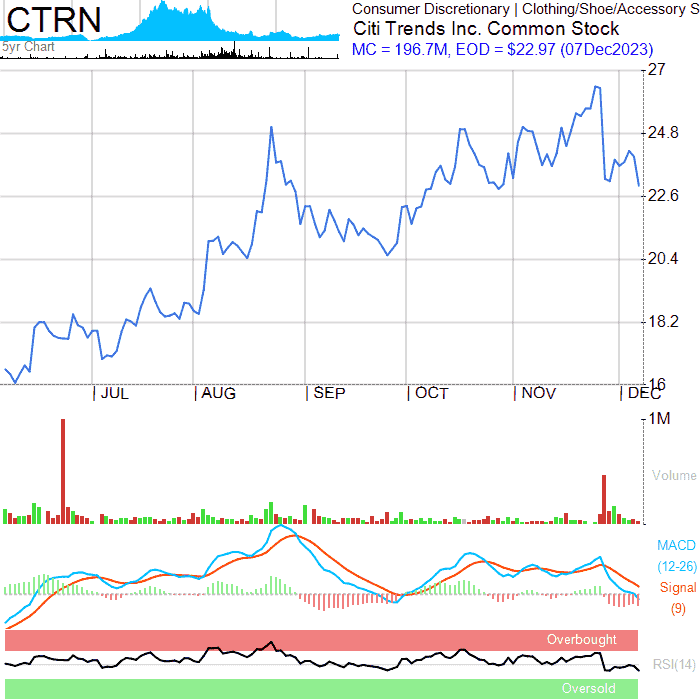 CTRN
5yr Chart
Consumer Discretionary | Clothing/Shoe/Accessory S
Citi Trends Inc. Common Stock
MC = 196.7M, EOD = $22.97 (07Dec2023)
27
24.8
22.6
20.4
18.2
16
JUL
AUG
SEP
OCT
NOV
DEC
1M
Volume
MACD
(12-26)
Signal
(9)
Overbought
RSI(14)
Oversold